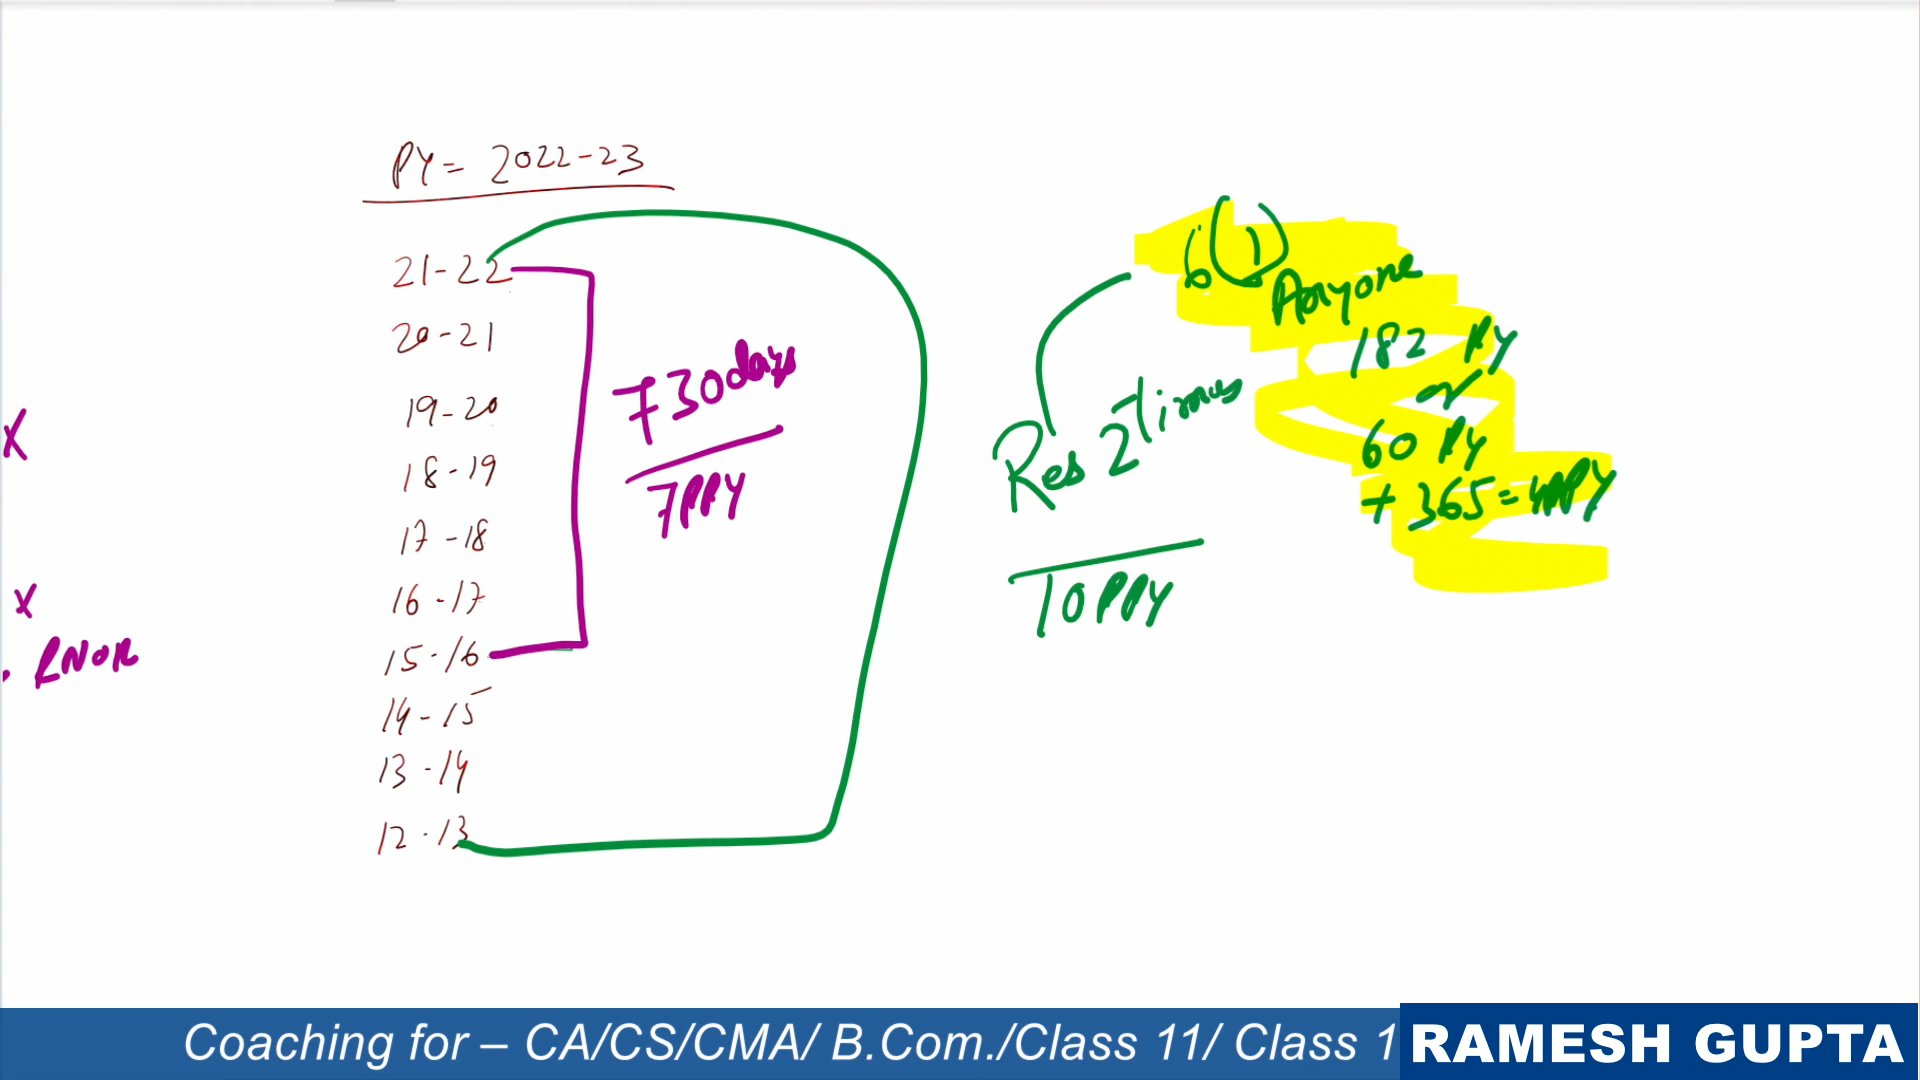 PY = 2022-23
21-22
20-21
19-20
18-19
17-18
16-17
15-16
14-15
13-14
12-13
X
X
. RNOR
730 days
7PPY
Res 2 Times
10 PPY
6(1)
Anyone
182 PY
or
60 PY
+ 365 = 4PPY
Coaching for – CA/CS/CMA/ B.Com./Class 11/ Class 1
RAMESH GUPTA